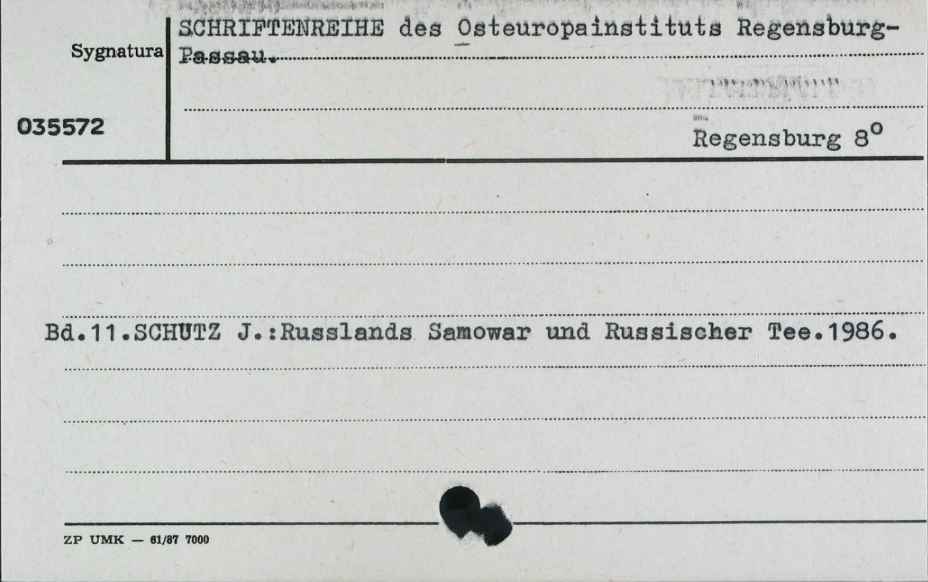 SCHRIFTENREIHE des Osteuropainstituts Regensburg-
Sygnatura Passau.
035572
Regensburg 8⁰
Bd.11.SCHUTZ J.:Russlands Samowar und Russischer Tee.1986.
ZP UMK — 61/87 7000